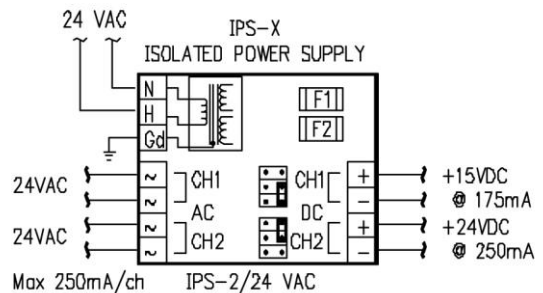 24 VAC
IPS-X
ISOLATED POWER SUPPLY
N
H
Gd
F1
F2
24VAC
~
~
CH1
CH1
+
−
+15VDC
@ 175mA
AC
DC
24VAC
~
~
CH2
CH2
+
−
+24VDC
@ 250mA
Max 250mA/ch
IPS-2/24 VAC